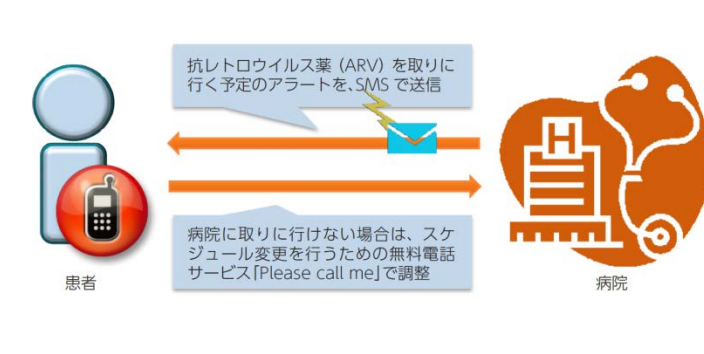 抗レトロウイルス薬（ARV）を取りに
行く予定のアラートを、SMS で送信
H
病院に取りに行けない場合は、スケ
ジュール変更を行うための無料電話
サービス「Please call me」で調整
患者
病院